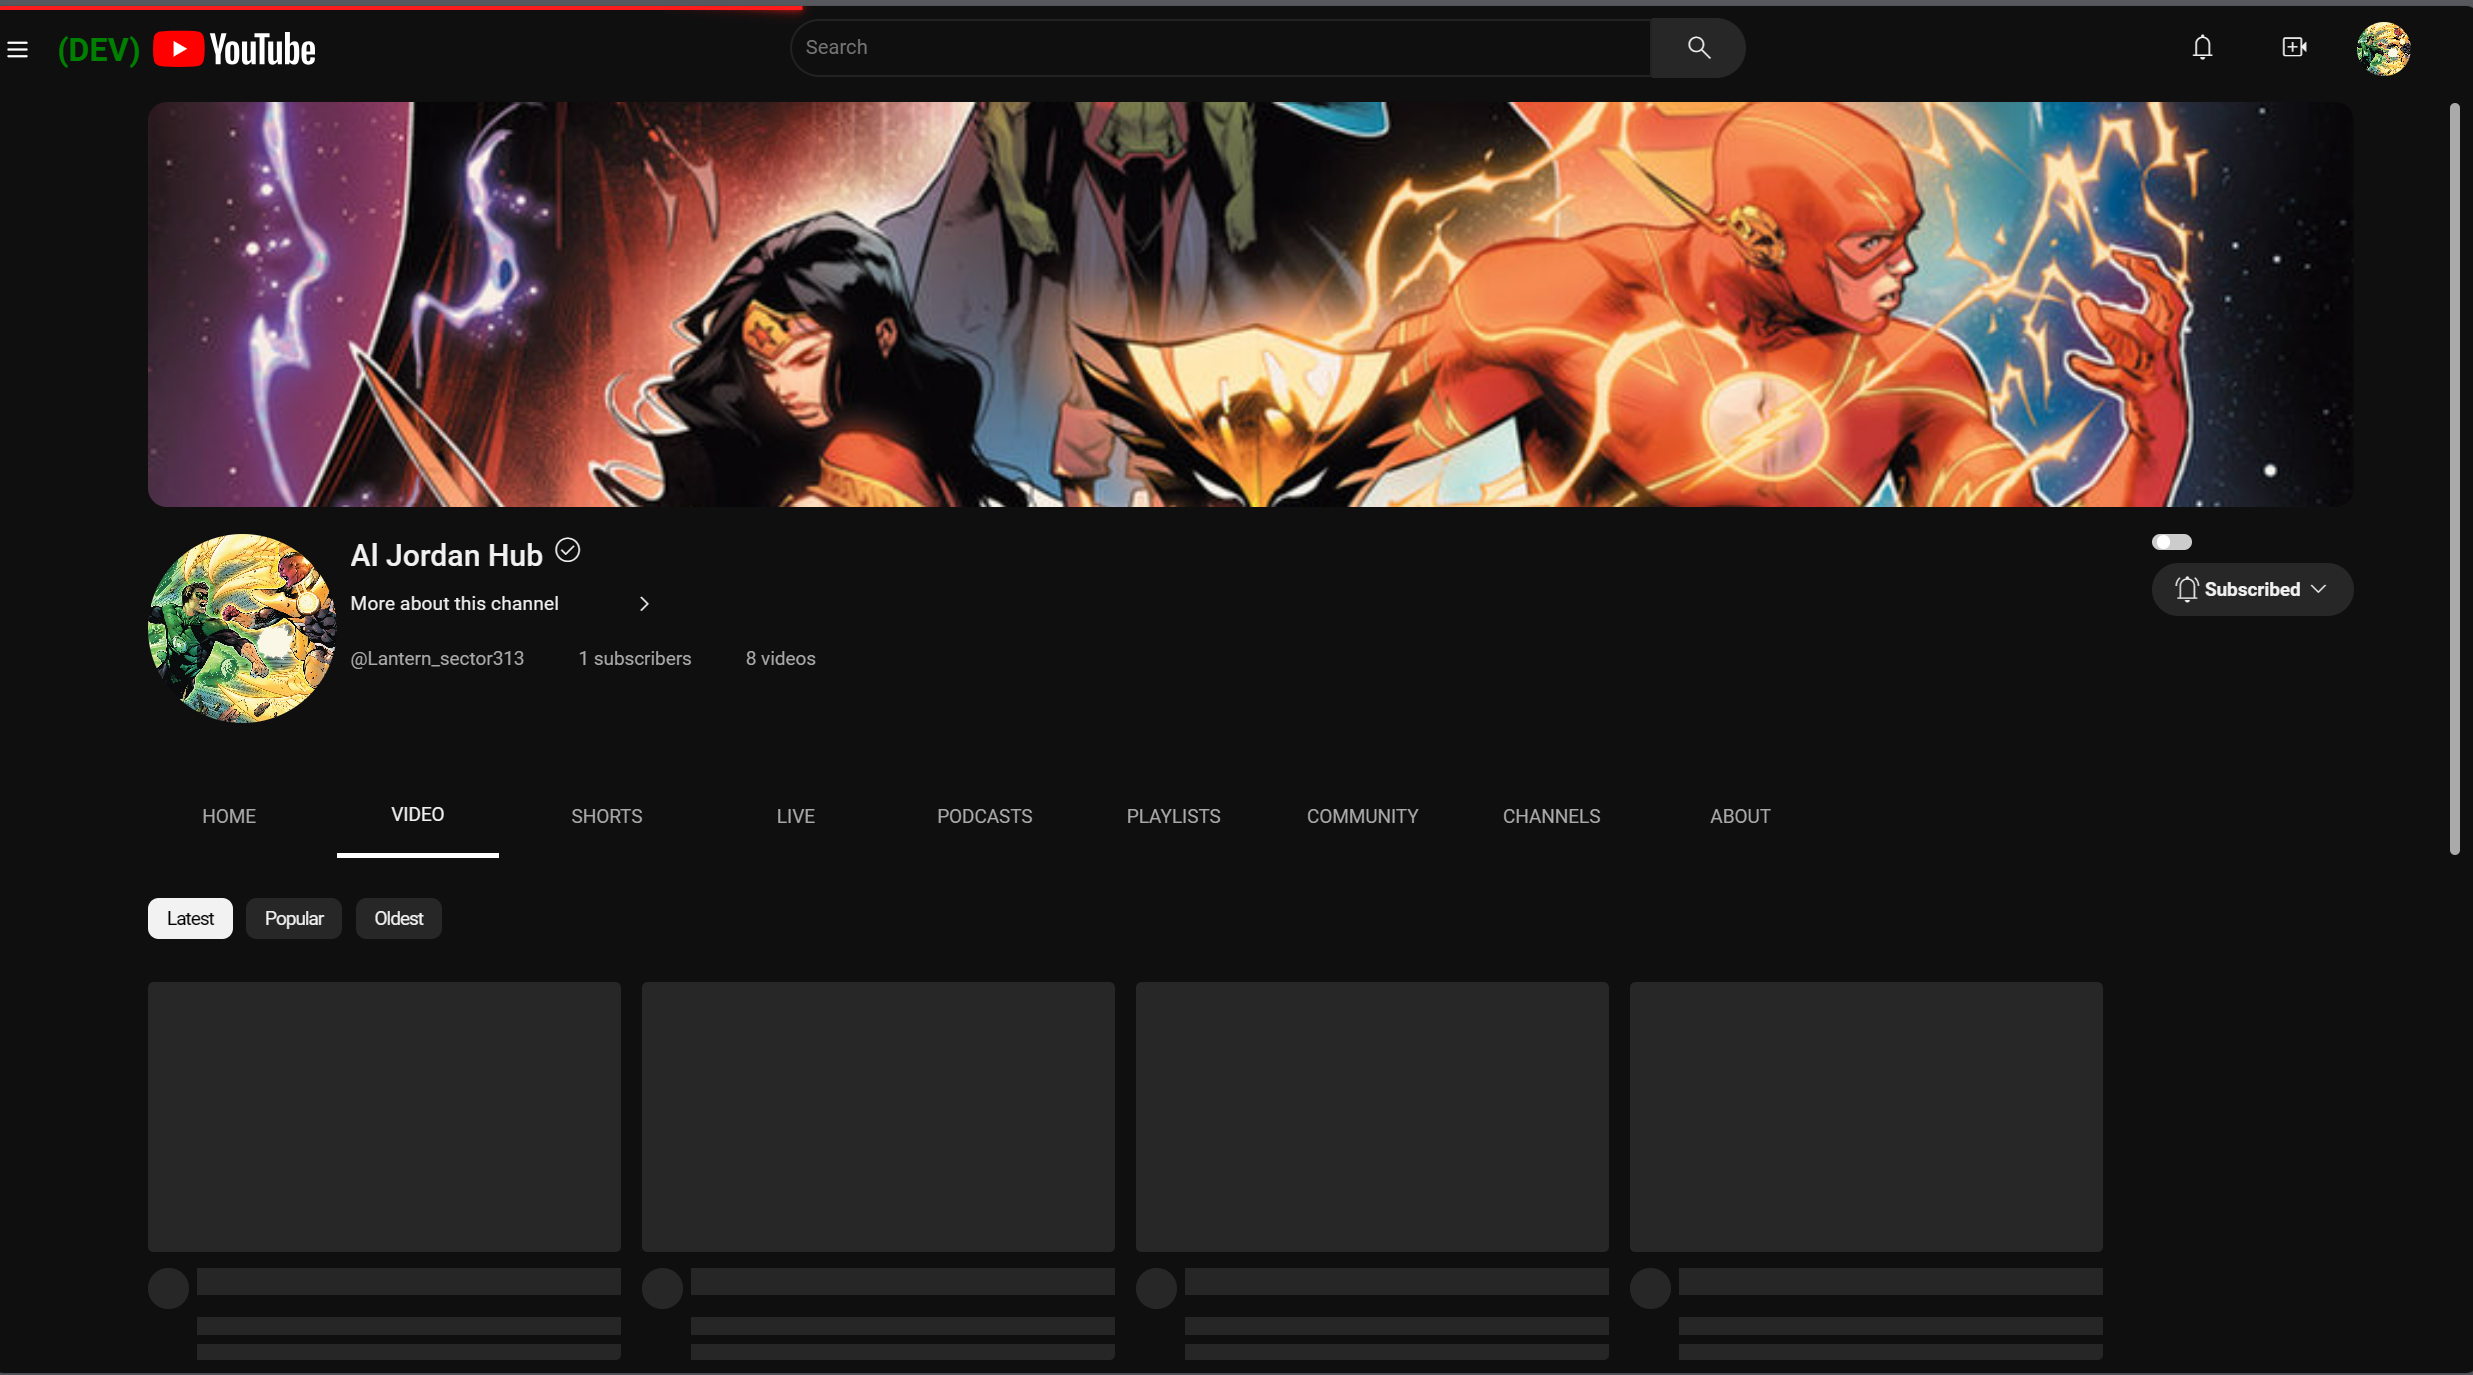 (DEV) YouTube
Search
Al Jordan Hub
More about this channel
@Lantern_sector313 1 subscribers 8 videos
Subscribed
HOME VIDEO SHORTS LIVE PODCASTS PLAYLISTS COMMUNITY CHANNELS ABOUT
Latest Popular Oldest